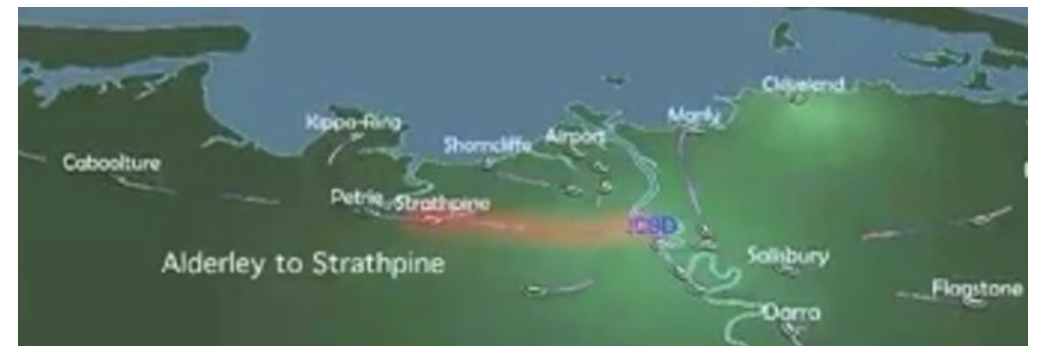 Cleveland
Kippa-Ring
Manly
Shorncliffe
Airport
Caboolture
Petrie
Strathpine
CBD
Alderley to Strathpine
Salisbury
Flagstone
Darra